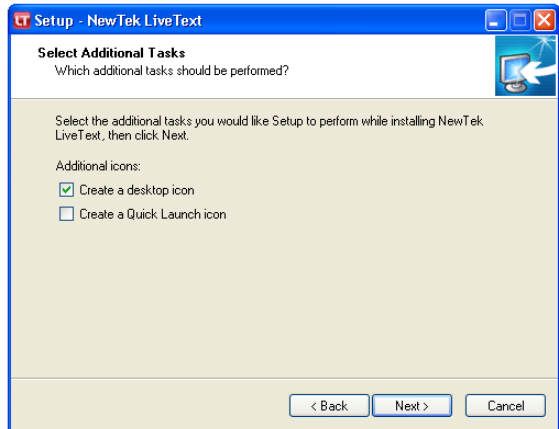 Setup - NewTek LiveText
Select Additional Tasks
Which additional tasks should be performed?
Select the additional tasks you would like Setup to perform while installing NewTek
LiveText, then click Next.
Additional icons:
Create a desktop icon
Create a Quick Launch icon
< Back Next > Cancel